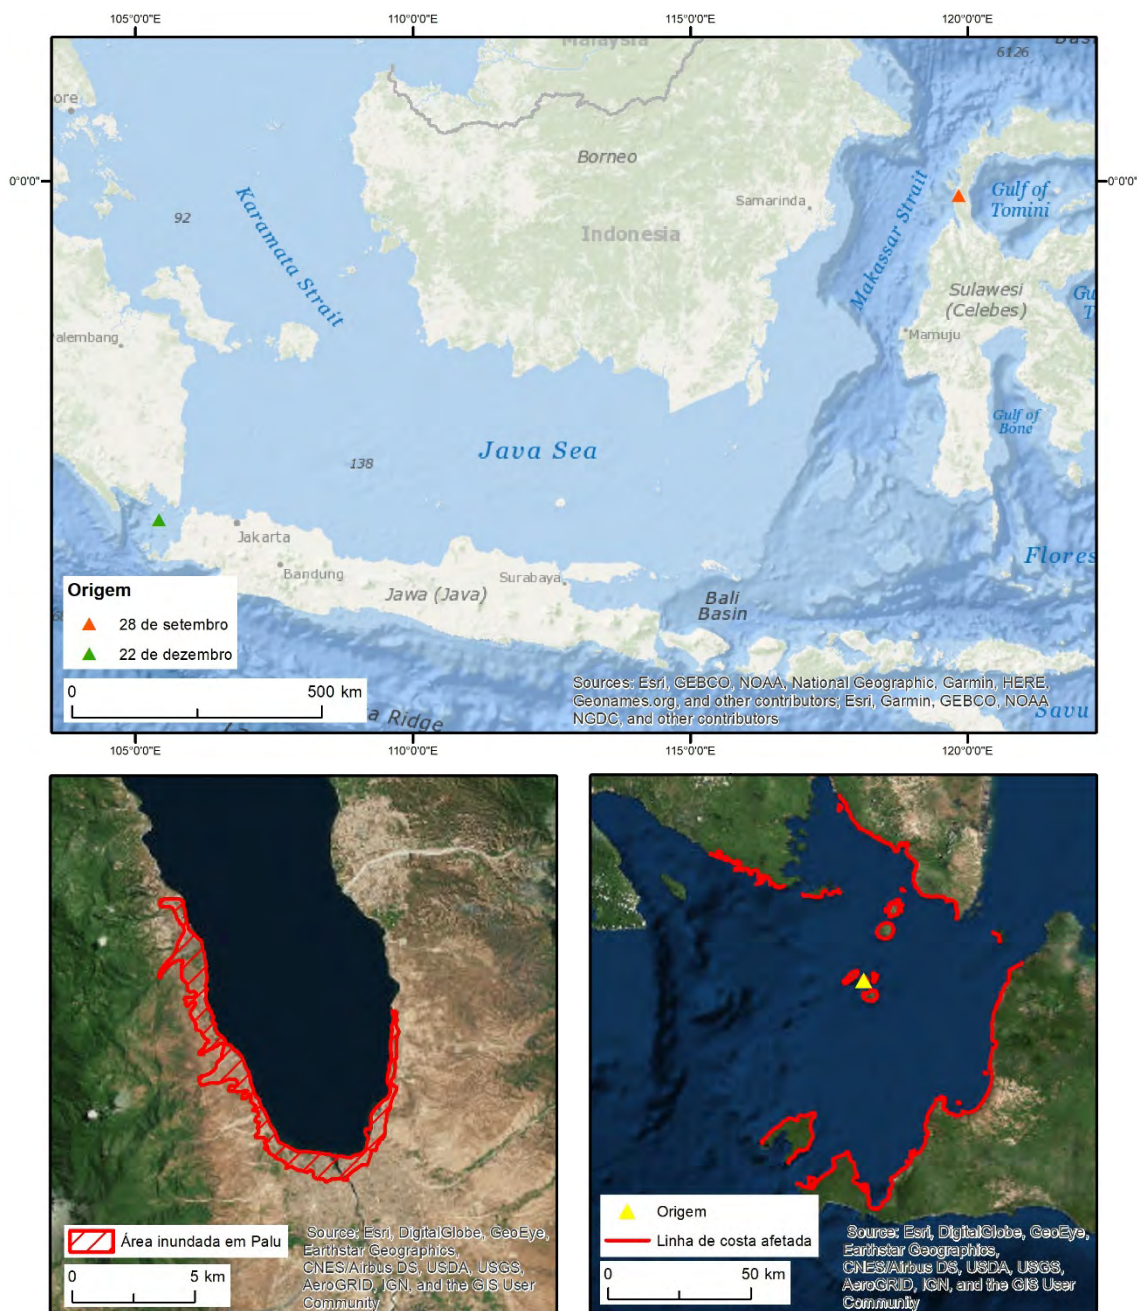 105°0'0"E
110°0'0"E
115°0'0"E
120°0'0"E
Malaysia
6126
ore
Borneo
0°0'0"
0°0'0"
Karamata Strait
92
Samarinda
Makassar Strait
Gulf of
Tomini
Indonesia
Sulawesi
(Celebes)
alembang
Mamuju
Gulf of
Bone
Java Sea
138
Jakarta
Bandung
Surabaya
Jawa (Java)
Flores
Bali
Basin
Origem
28 de setembro
22 de dezembro
0
500 km
Sources: Esri, GEBCO, NOAA, National Geographic, Garmin, HERE,
Geonames.org, and other contributors; Esri, Garmin, GEBCO, NOAA
NGDC, and other contributors
Savu
Ridge
105°0'0"E
110°0'0"E
115°0'0"E
120°0'0"E
Área inundada em Palu
0
5 km
Source: Esri, DigitalGlobe, GeoEye,
Earthstar Geographics,
CNES/Airbus DS, USDA, USGS,
AeroGRID, IGN, and the GIS User
Community
Origem
Linha de costa afetada
0
50 km
Source: Esri, DigitalGlobe, GeoEye,
Earthstar Geographics,
CNES/Airbus DS, USDA, USGS,
AeroGRID, IGN, and the GIS User
Community